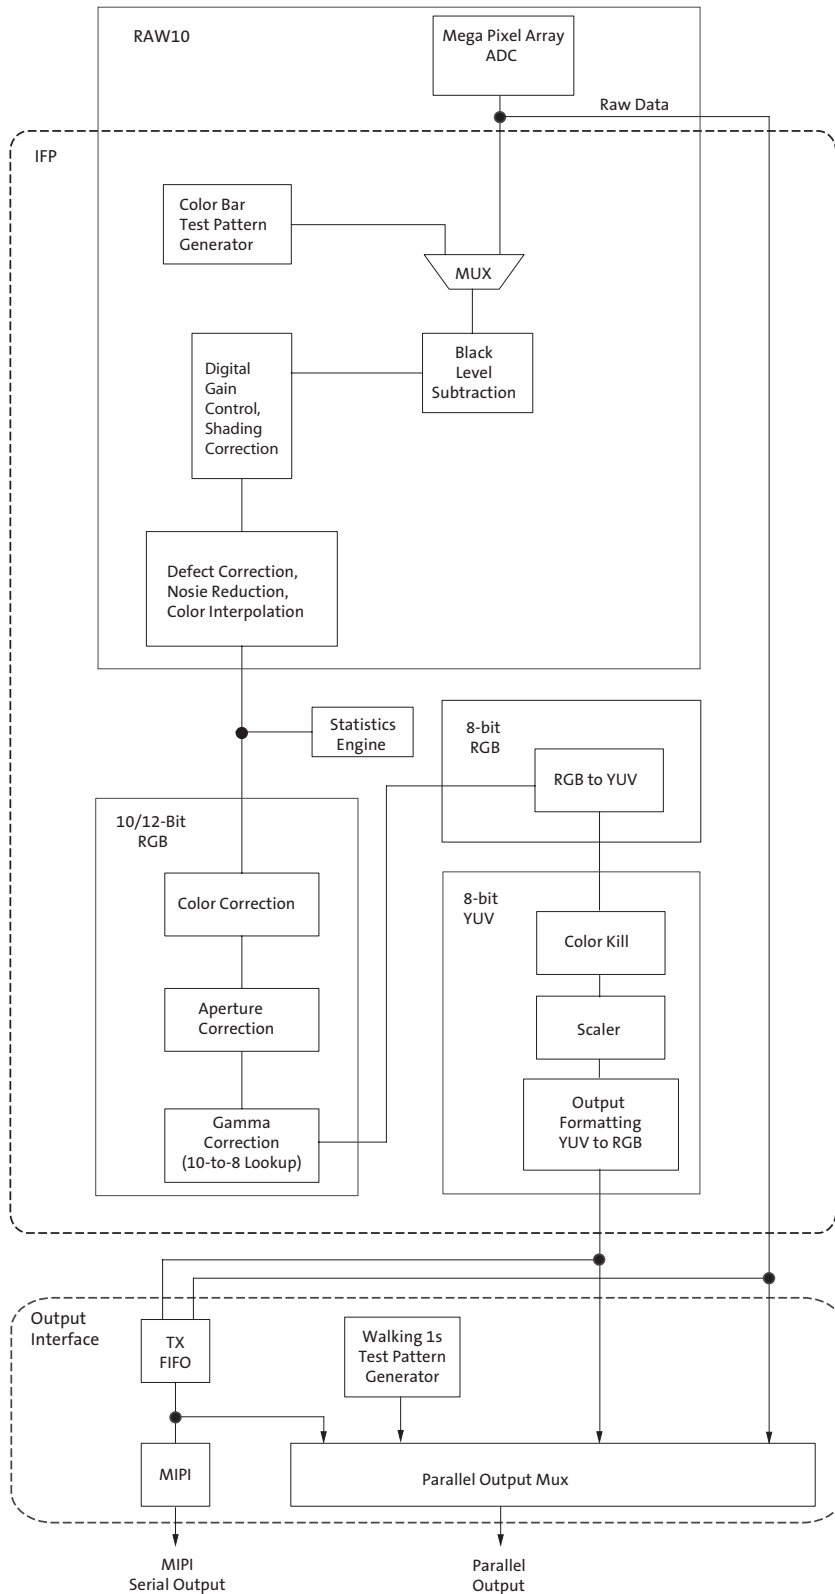 RAW10
Mega Pixel Array
ADC
Raw Data
IFP
Color Bar
Test Pattern
Generator
MUX
Black
Level
Subtraction
Digital
Gain
Control,
Shading
Correction
Defect Correction,
Nosie Reduction,
Color Interpolation
Statistics
Engine
8-bit
RGB
RGB to YUV
10/12-Bit
RGB
Color Correction
8-bit
YUV
Color Kill
Aperture
Correction
Scaler
Gamma
Correction
(10-to-8 Lookup)
Output
Formatting
YUV to RGB
Output
Interface
TX
FIFO
Walking 1s
Test Pattern
Generator
MIPI
Parallel Output Mux
MIPI
Serial Output
Parallel
Output